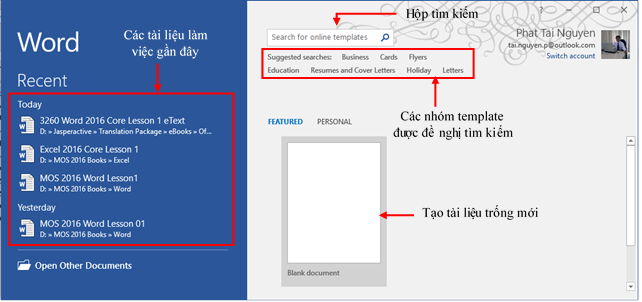 Word
Các tài liệu làm
việc gần đây
Recent
Today
3260 Word 2016 Core Lesson 1 eText
D: » Jasperactive » Translation Package » eBooks » Of...
Excel 2016 Core Lesson 1
D: » MOS 2016 Books » Excel
MOS 2016 Word Lesson1
D: » MOS 2016 Books » Word
Yesterday
MOS 2016 Word Lesson 01
D: » MOS 2016 Books » Word
Open Other Documents
Hộp tìm kiếm
Search for online templates
Suggested searches: Business Cards Flyers
Education Resumes and Cover Letters Holiday Letters
? – □ ×
Phat Tai Nguyen
tai.nguyen.p@outlook.com
Switch account
Các nhóm template
được đề nghị tìm kiếm
FEATURED PERSONAL
Tạo tài liệu trống mới
Blank document